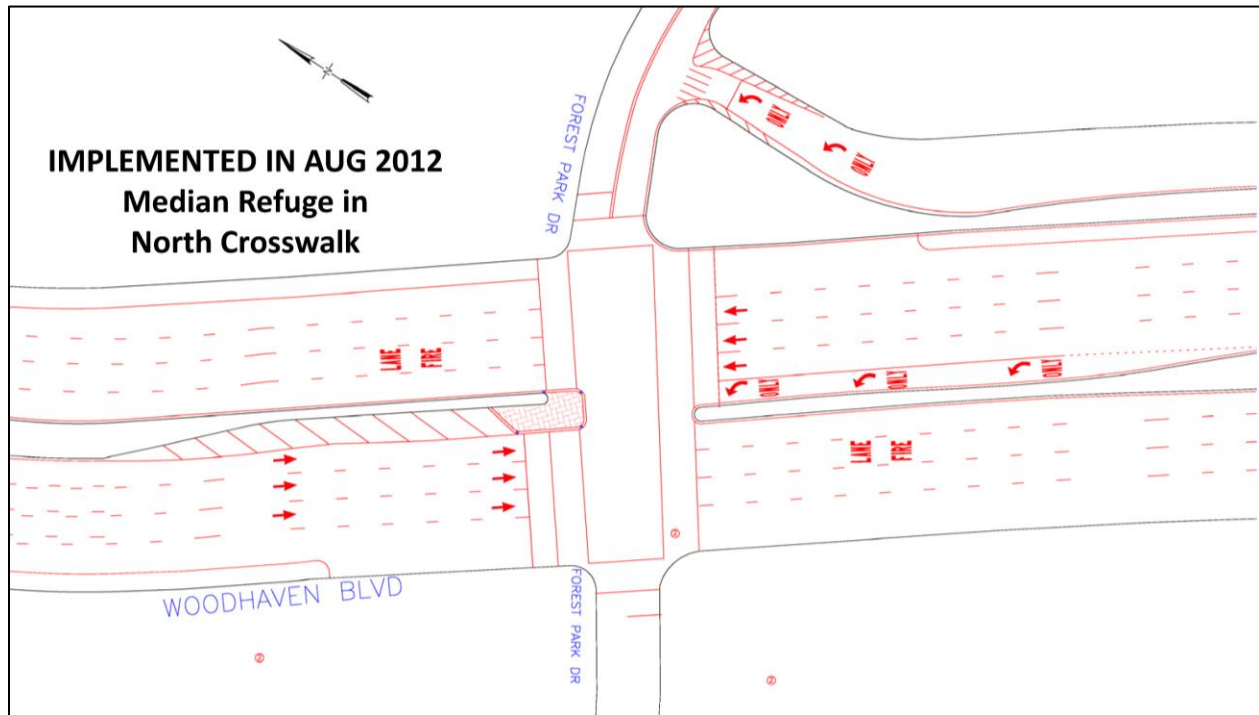 IMPLEMENTED IN AUG 2012
Median Refuge in
North Crosswalk
FOREST PARK DR
ONLY
ONLY
LANE
FIRE
ONLY
ONLY
ONLY
LANE
FIRE
WOODHAVEN BLVD
FOREST PARK DR